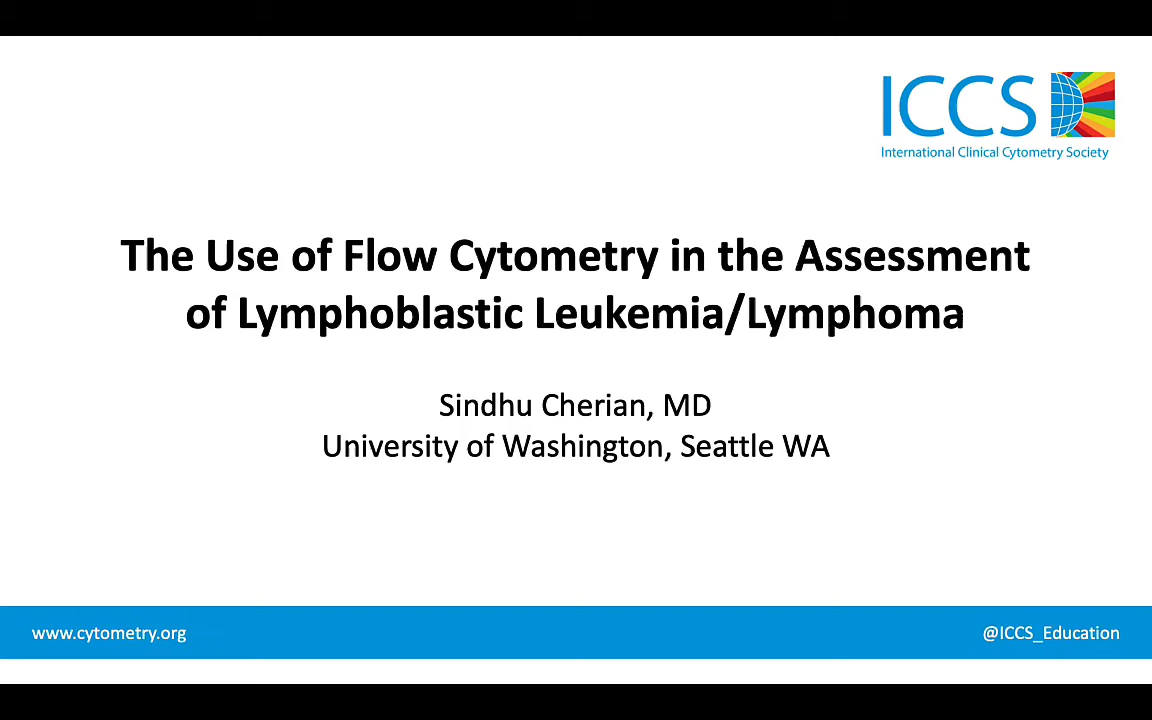 ICCS
International Clinical Cytometry Society
The Use of Flow Cytometry in the Assessment
of Lymphoblastic Leukemia/Lymphoma
Sindhu Cherian, MD
University of Washington, Seattle WA
www.cytometry.org
@ICCS_Education